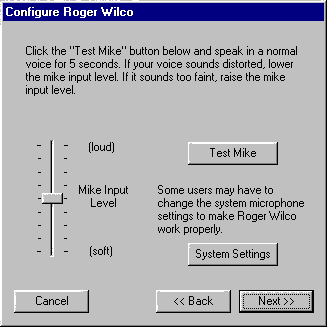 Configure Roger Wilco
Click the "Test Mike" button below and speak in a normal
voice for 5 seconds. If your voice sounds distorted, lower
the mike input level. If it sounds too faint, raise the mike
input level.
(loud)
Test Mike
Mike Input
Level
Some users may have to
change the system microphone
settings to make Roger Wilco
work properly.
(soft)
System Settings
Cancel
<< Back
Next >>